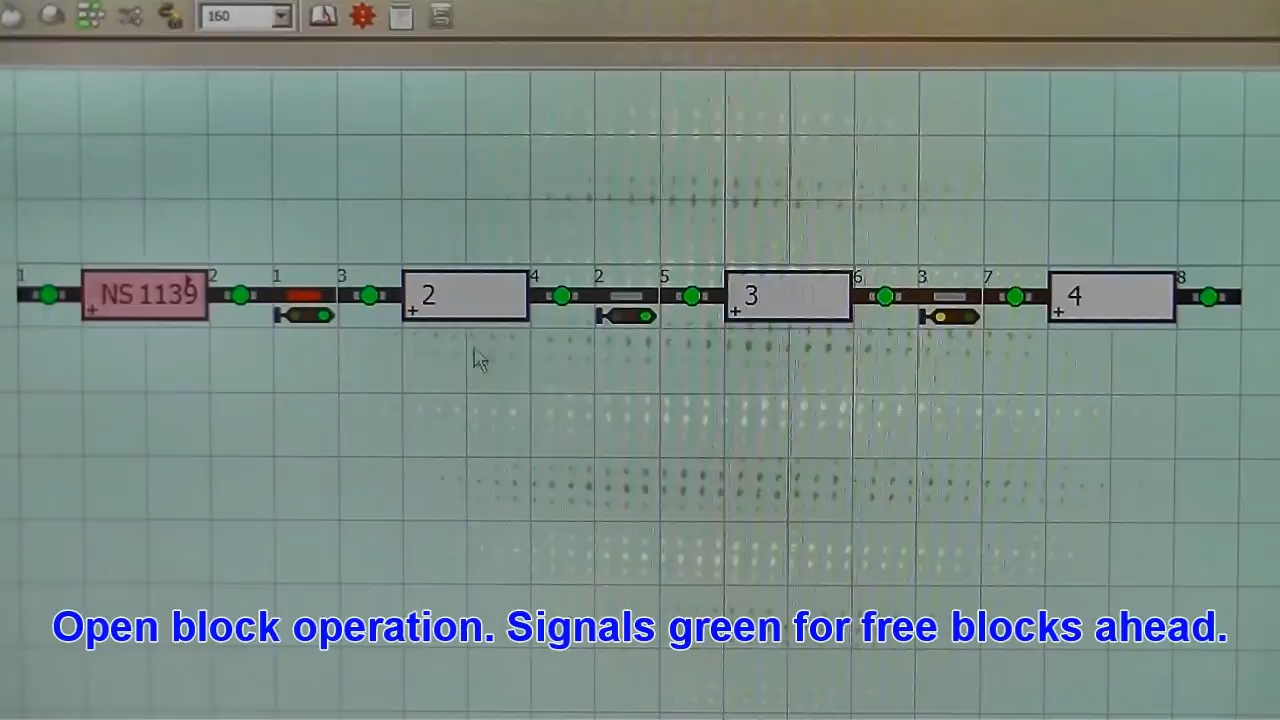 160
1 NS 1139 2 1 3 2 4 2 5 3 6 3 7 4 8
Open block operation. Signals green for free blocks ahead.